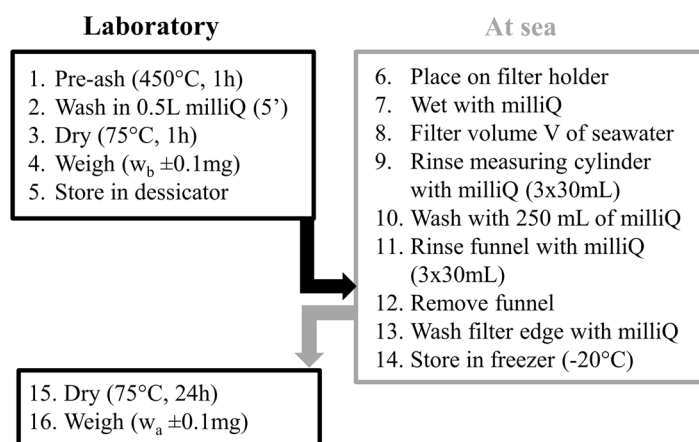 Laboratory
1. Pre-ash (450°C, 1h)
2. Wash in 0.5L milliQ (5’)
3. Dry (75°C, 1h)
4. Weigh (wb ±0.1mg)
5. Store in dessicator
At sea
6. Place on filter holder
7. Wet with milliQ
8. Filter volume V of seawater
9. Rinse measuring cylinder
with milliQ (3x30mL)
10. Wash with 250 mL of milliQ
11. Rinse funnel with milliQ
(3x30mL)
12. Remove funnel
13. Wash filter edge with milliQ
14. Store in freezer (-20°C)
15. Dry (75°C, 24h)
16. Weigh (wa ±0.1mg)